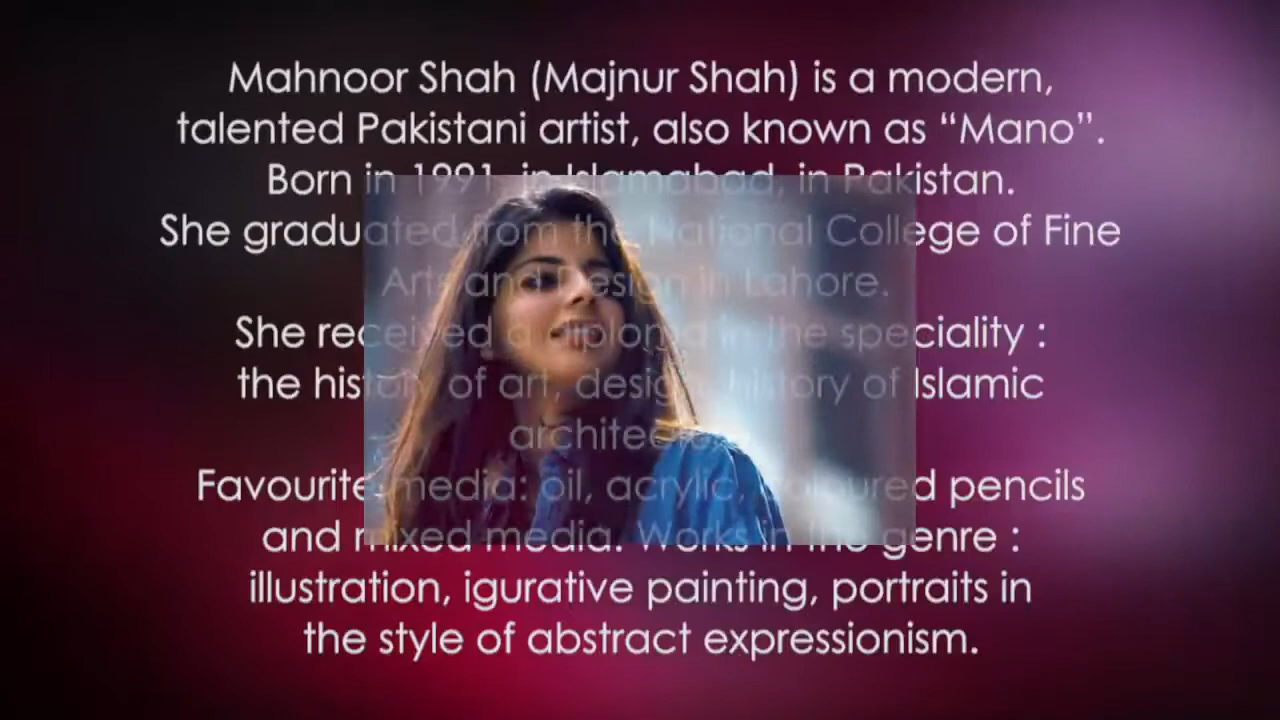 Mahnoor Shah (Majnur Shah) is a modern,
talented Pakistani artist, also known as “Mano”.
Born in 1991, in Islamabad, in Pakistan.
She graduated from the National College of Fine
Arts and Design in Lahore.
She received a diploma in the speciality :
the history of art, design, history of Islamic
architecture.
Favourite media: oil, acrylic, coloured pencils
and mixed media. Works in the genre :
illustration, igurative painting, portraits in
the style of abstract expressionism.